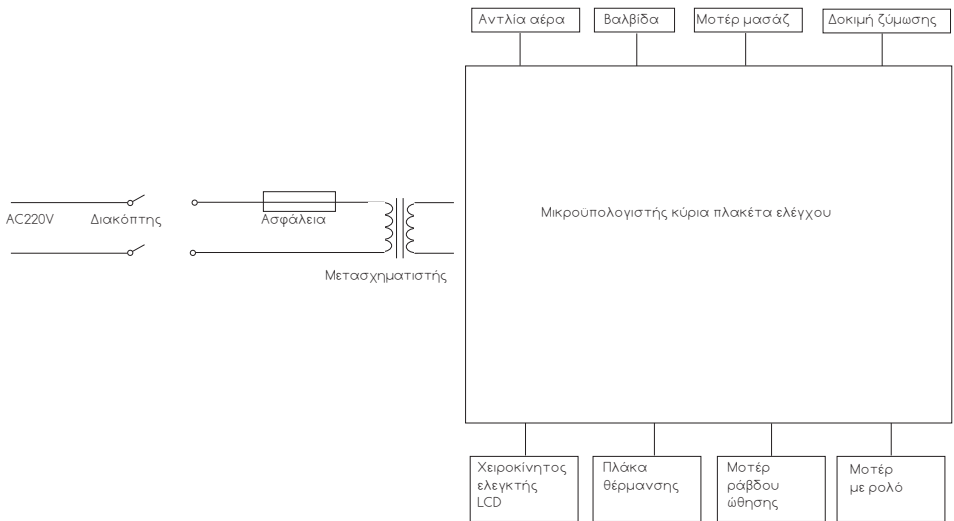 Αντλία αέρα
Βαλβίδα
Μοτέρ μασάζ
Δοκιμή ζύμωσης
AC220V
Διακόπτης
Ασφάλεια
Μετασχηματιστής
Μικροϋπολογιστής κύρια πλακέτα ελέγχου
Χειροκίνητος
ελεγκτής
LCD
Πλάκα
θέρμανσης
Μοτέρ
ράβδου
ώθησης
Μοτέρ
με ρολό